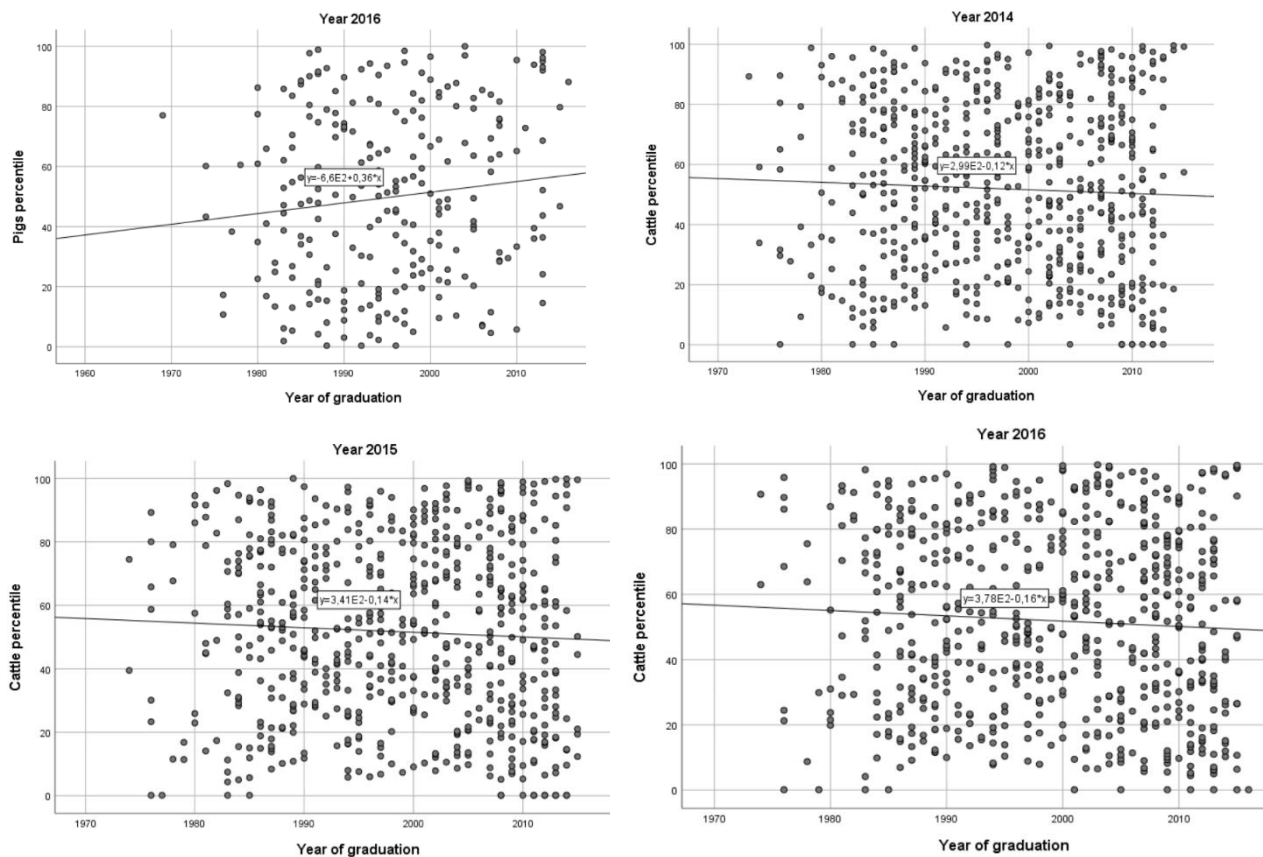 Year 2016
100
80
60
40
20
0
Pigs percentile
y=-6,6E2+0,36*x
1960 1970 1980 1990 2000 2010
Year of graduation
Year 2014
100
80
60
40
20
0
Cattle percentile
y=2,99E2-0,12*x
1970 1980 1990 2000 2010
Year of graduation
Year 2015
100
80
60
40
20
0
Cattle percentile
y=3,41E2-0,14*x
1970 1980 1990 2000 2010
Year of graduation
Year 2016
100
80
60
40
20
0
Cattle percentile
y=3,78E2-0,16*x
1970 1980 1990 2000 2010
Year of graduation